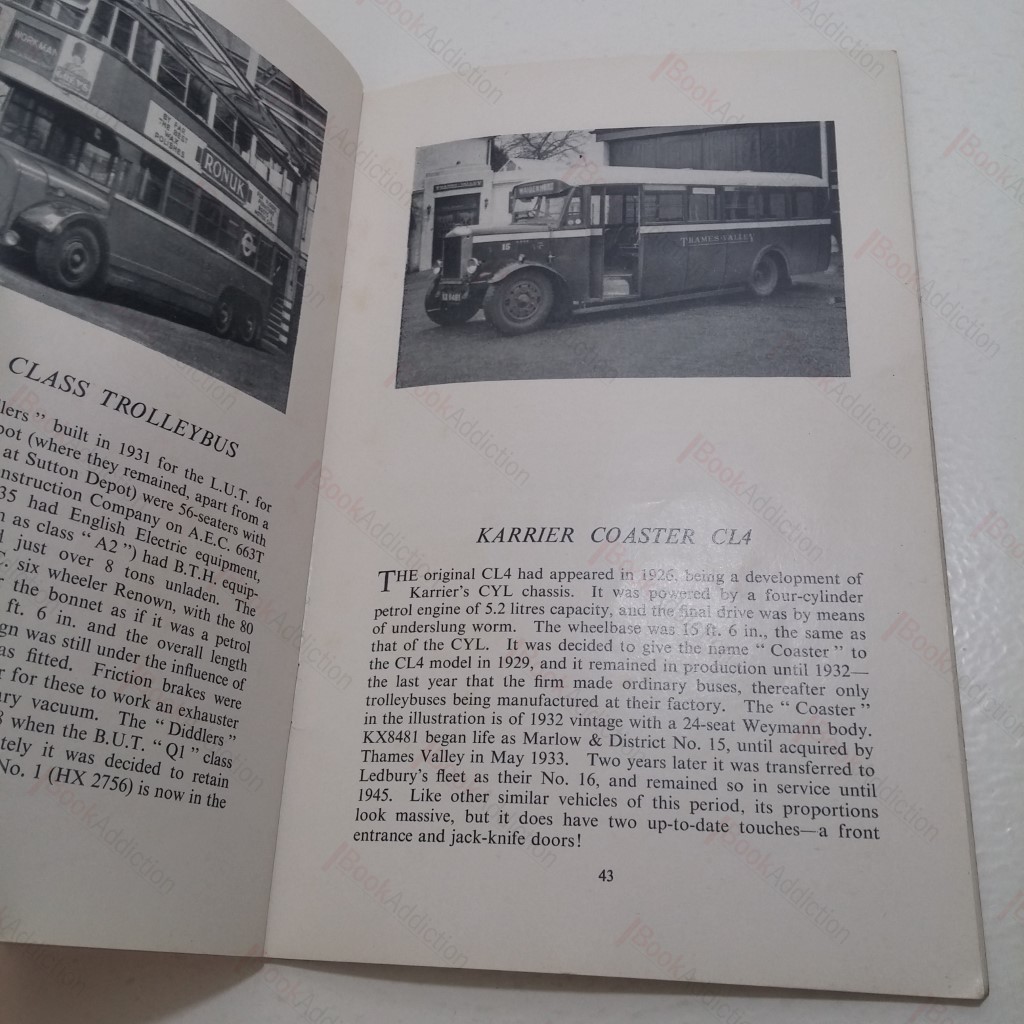 WORKMAN
BY FAR
THE BEST
WAX
POLISHES
RONUK
CLASS TROLLEYBUS
lers ” built in 1931 for the L.U.T. for
pot (where they remained, apart from a
at Sutton Depot) were 56-seaters with
nstruction Company on A.E.C. 663T
35 had English Electric equipment,
n as class “ A2 ”) had B.T.H. equip-
d just over 8 tons unladen. The
C. six wheeler Renown, with the 80
r the bonnet as if it was a petrol
ft. 6 in. and the overall length
ign was still under the influence of
as fitted. Friction brakes were
r for these to work an exhauster
ary vacuum. The “ Diddlers ”
8 when the B.U.T. “ Q1 ” class
tely it was decided to retain
No. 1 (HX 2756) is now in the
15
THAMES VALLEY
KARRIER COASTER CL4
THE original CL4 had appeared in 1926, being a development of
Karrier’s CYL chassis. It was powered by a four-cylinder
petrol engine of 5.2 litres capacity, and the final drive was by means
of underslung worm. The wheelbase was 15 ft. 6 in., the same as
that of the CYL. It was decided to give the name “ Coaster ” to
the CL4 model in 1929, and it remained in production until 1932—
the last year that the firm made ordinary buses, thereafter only
trolleybuses being manufactured at their factory. The “ Coaster ”
in the illustration is of 1932 vintage with a 24-seat Weymann body.
KX8481 began life as Marlow & District No. 15, until acquired by
Thames Valley in May 1933. Two years later it was transferred to
Ledbury’s fleet as their No. 16, and remained so in service until
1945. Like other similar vehicles of this period, its proportions
look massive, but it does have two up-to-date touches—a front
entrance and jack-knife doors!
43
BookAddiction